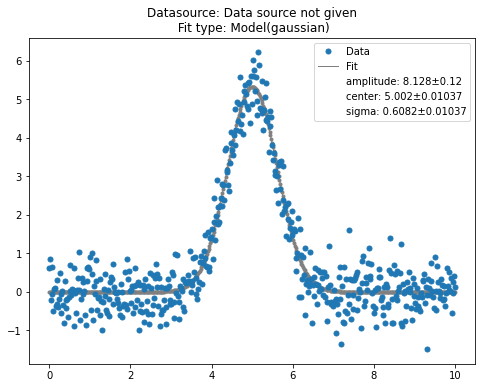 Datasource: Data source not given
Fit type: Model(gaussian)
Data
Fit
amplitude: 8.128±0.12
center: 5.002±0.01037
sigma: 0.6082±0.01037
6
5
4
3
2
1
0
−1
0 2 4 6 8 10